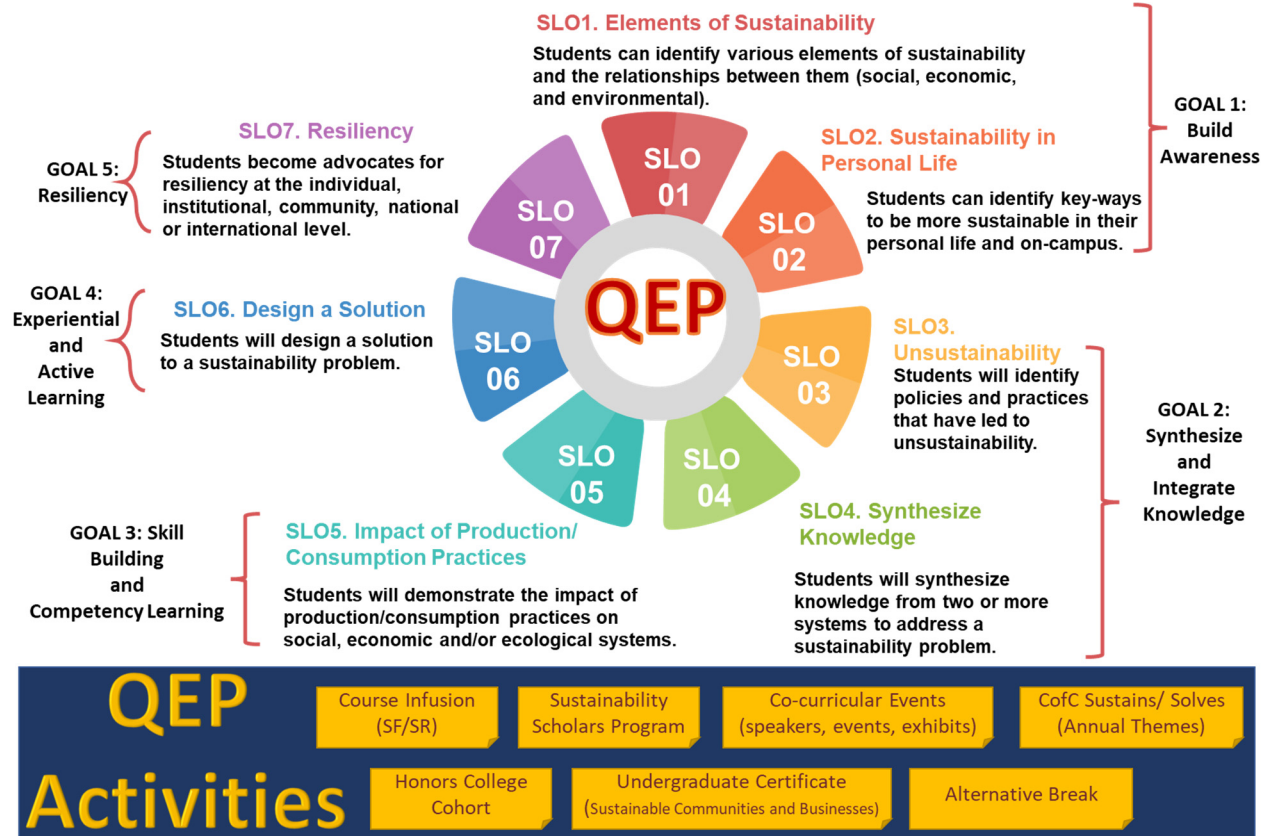 SLO1. Elements of Sustainability
Students can identify various elements of sustainability
and the relationships between them (social, economic,
and environmental).
GOAL 1:
Build
Awareness
SLO2. Sustainability in
Personal Life
Students can identify key-ways
to be more sustainable in their
personal life and on-campus.
SLO7. Resiliency
Students become advocates for
resiliency at the individual,
institutional, community, national
or international level.
GOAL 5:
Resiliency
SLO
01
SLO
02
SLO
03
SLO
04
SLO
05
SLO
06
SLO
07
QEP
GOAL 4:
Experiential
and
Active
Learning
SLO6. Design a Solution
Students will design a solution
to a sustainability problem.
SLO3.
Unsustainability
Students will identify
policies and practices
that have led to
unsustainability.
GOAL 2:
Synthesize
and
Integrate
Knowledge
SLO4. Synthesize
Knowledge
Students will synthesize
knowledge from two or more
systems to address a
sustainability problem.
GOAL 3: Skill
Building
and
Competency Learning
SLO5. Impact of Production/
Consumption Practices
Students will demonstrate the impact of
production/consumption practices on
social, economic and/or ecological systems.
QEP
Activities
Course Infusion
(SF/SR)
Sustainability
Scholars Program
Co-curricular Events
(speakers, events, exhibits)
CofC Sustains/ Solves
(Annual Themes)
Honors College
Cohort
Undergraduate Certificate
(Sustainable Communities and Businesses)
Alternative Break